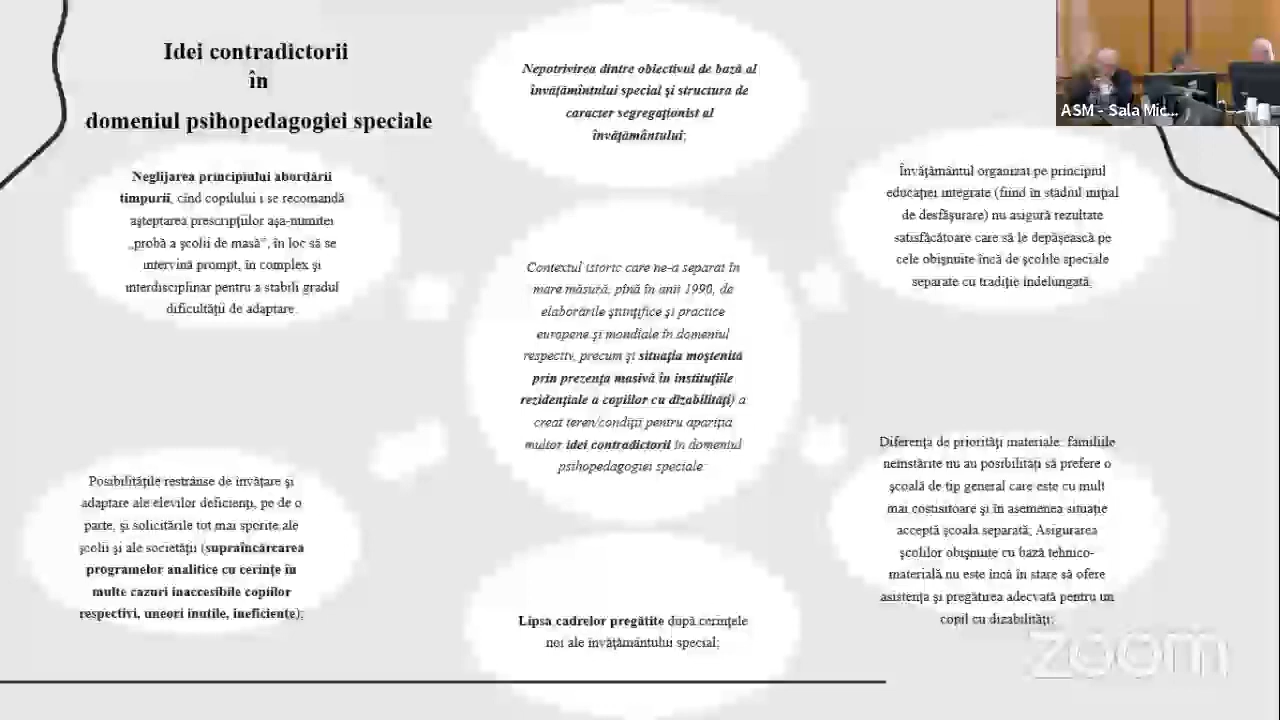 Idei contradictorii
în
domeniul psihopedagogiei speciale
Nepotrivirea dintre obiectivul de bază al
învățămîntului special și structura de
caracter segregaționist al
învățământului;
ASM - Sala Mic...
Neglijarea principiului abordării
timpurii, cînd copilului i se recomandă
așteptarea prescripțiilor așa-numitei
„probă a școlii de masă”, în loc să se
intervină prompt, în complex și
interdisciplinar pentru a stabili gradul
dificultății de adaptare.
Învățământul organizat pe principiul
educației integrate (fiind în stadiul inițial
de desfășurare) nu asigură rezultate
satisfăcătoare care să le depășească pe
cele obișnuite încă de școlile speciale
separate cu tradiție îndelungată;
Contextul istoric care ne-a separat în
mare măsură, pînă în anii 1990, de
elaborările științifice și practice
europene și mondiale în domeniul
respectiv, precum și situația moștenită
prin prezența masivă în instituțiile
rezidențiale a copiilor cu dizabilități) a
creat teren/condiții pentru apariția
multor idei contradictorii în domeniul
psihopedagogiei speciale
Posibilitățile restrânse de învățare și
adaptare ale elevilor deficienți, pe de o
parte, și solicitările tot mai sporite ale
școlii și ale societății (supraîncărcarea
programelor analitice cu cerințe în
multe cazuri inaccesibile copiilor
respectivi, uneori inutile, ineficiente);
Diferența de priorități materiale: familiile
neînstărite nu au posibilități să prefere o
școală de tip general care este cu mult
mai costisitoare și în asemenea situație
acceptă școala separată; Asigurarea
școlilor obișnuite cu bază tehnico-
materială nu este încă în stare să ofere
asistența și pregătirea adecvată pentru un
copil cu dizabilități;
Lipsa cadrelor pregătite după cerințele
noi ale învățământului special;
zoom